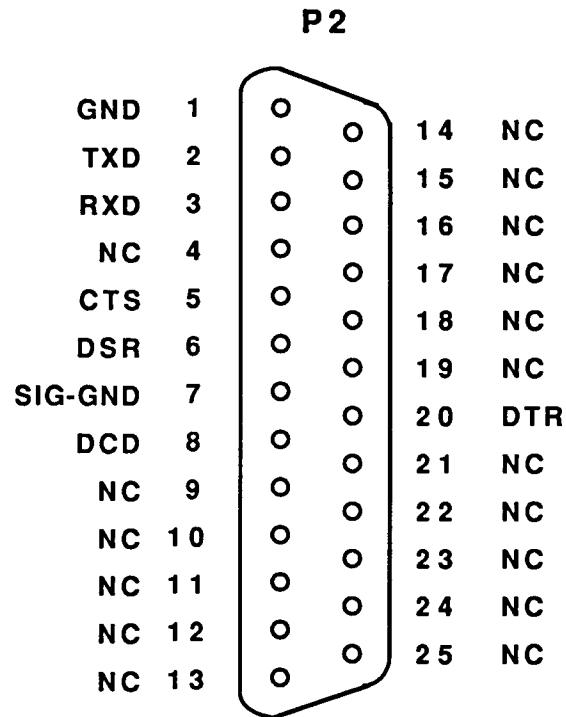 P2
GND 1
TXD 2
RXD 3
NC 4
CTS 5
DSR 6
SIG-GND 7
DCD 8
NC 9
NC 10
NC 11
NC 12
NC 13
14 NC
15 NC
16 NC
17 NC
18 NC
19 NC
20 DTR
21 NC
22 NC
23 NC
24 NC
25 NC